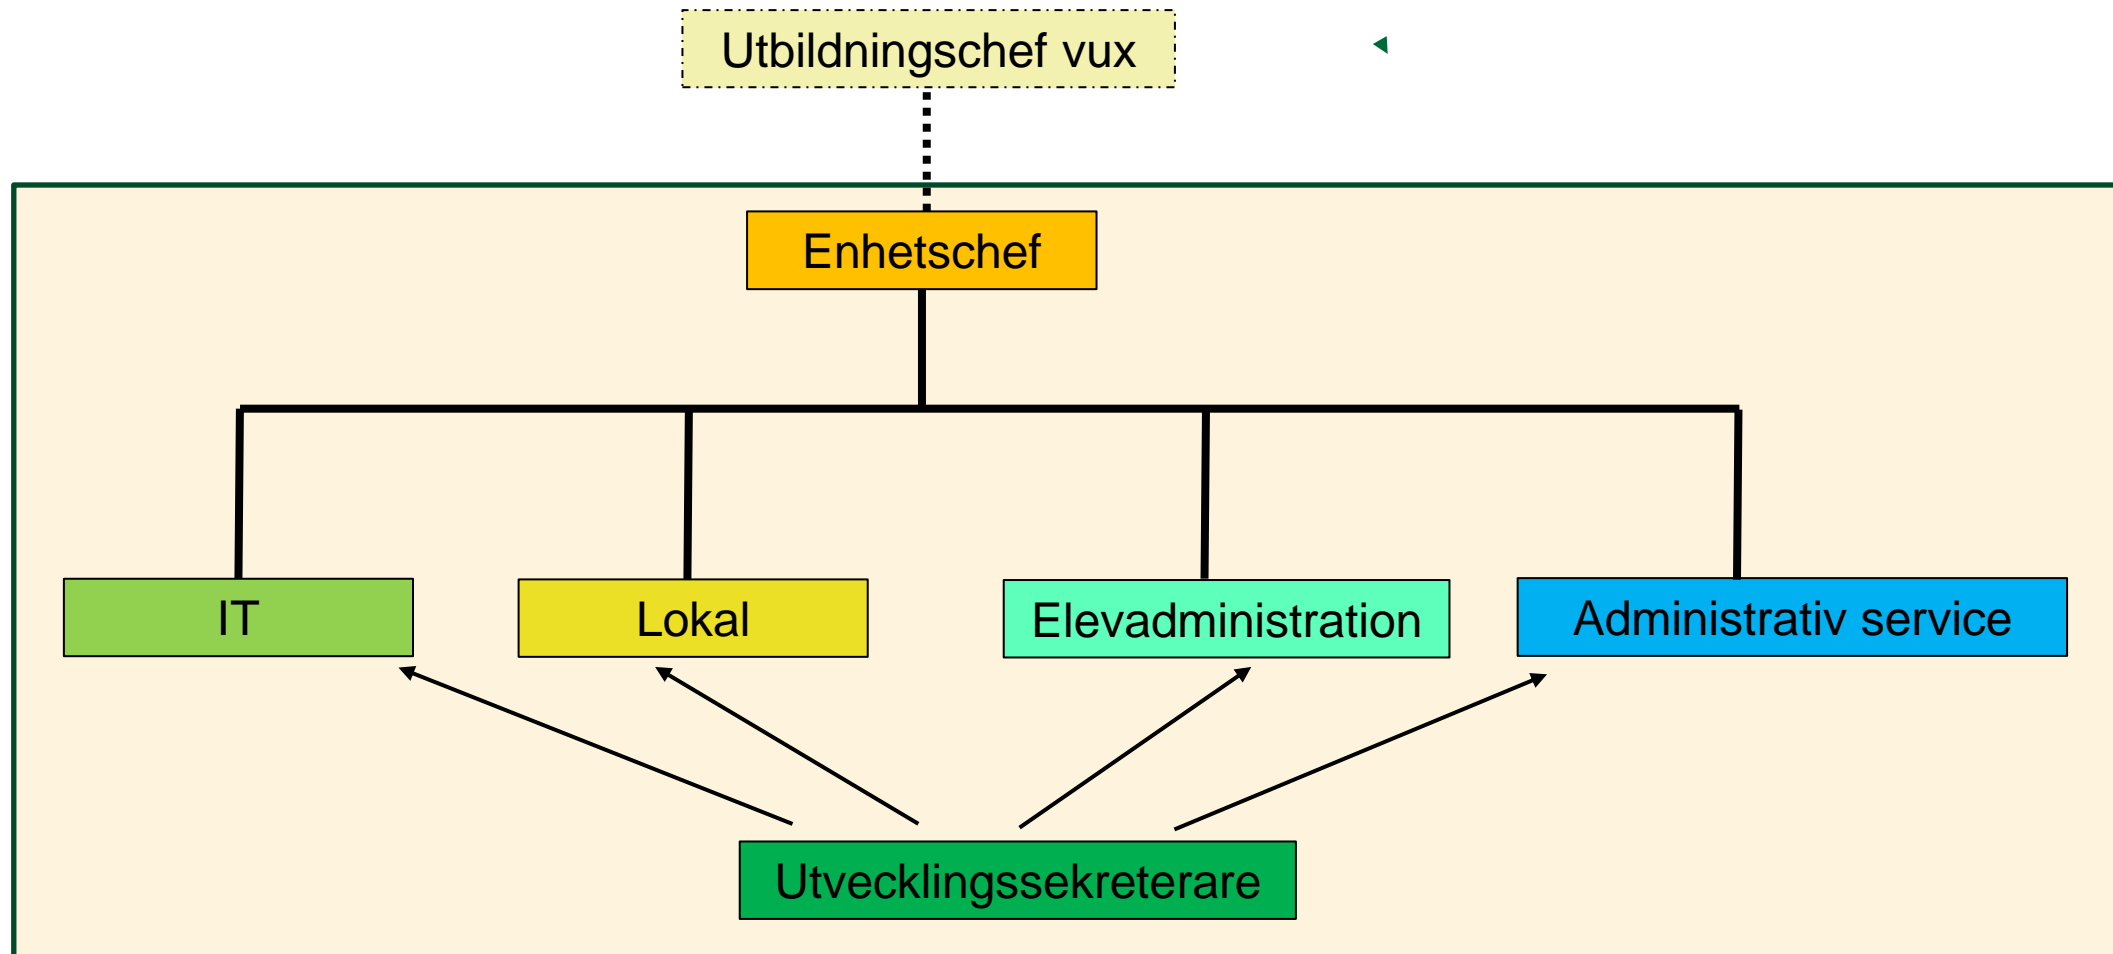 Utbildningschef vux
Enhetschef
IT
Lokal
Elevadministration
Administrativ service
Utvecklingssekreterare